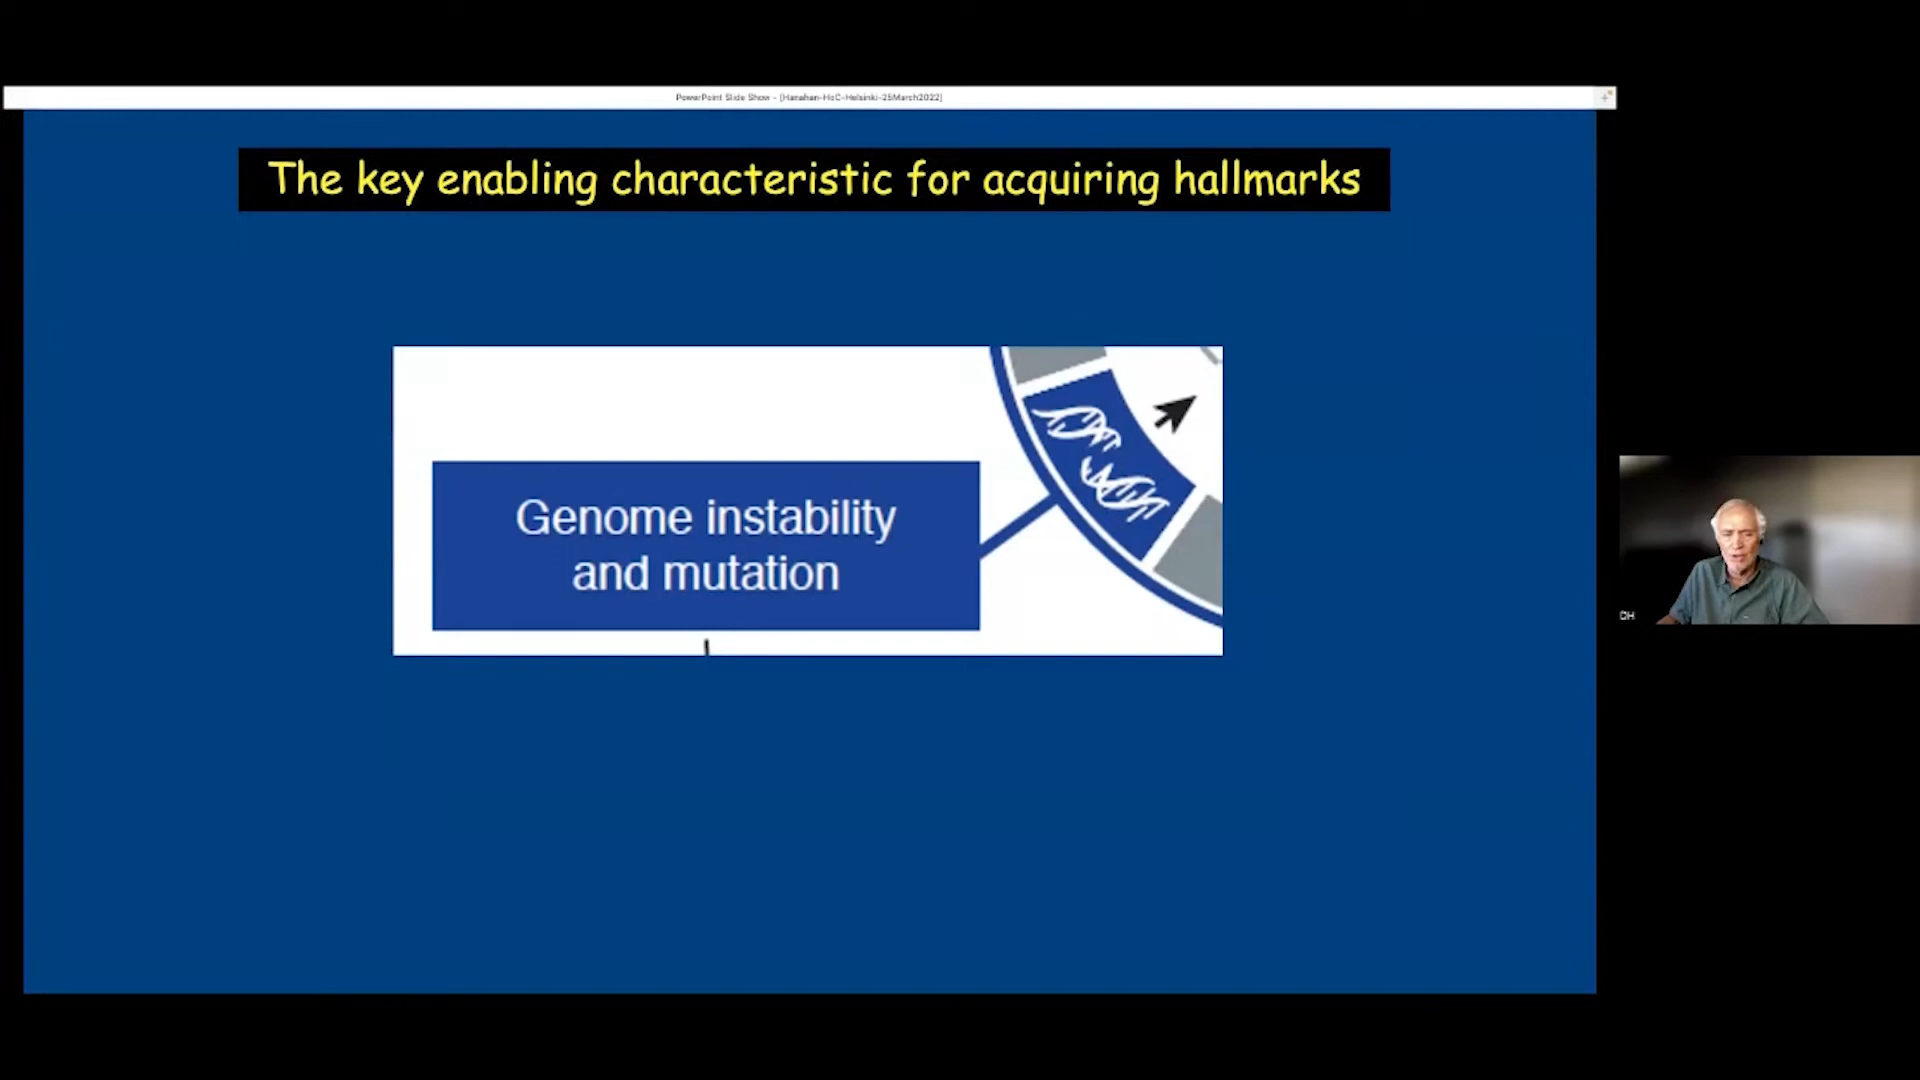 PowerPoint Slide Show - [Hanahan-HoC-Helsinki-25March2022]
The key enabling characteristic for acquiring hallmarks
Genome instability
and mutation
DH